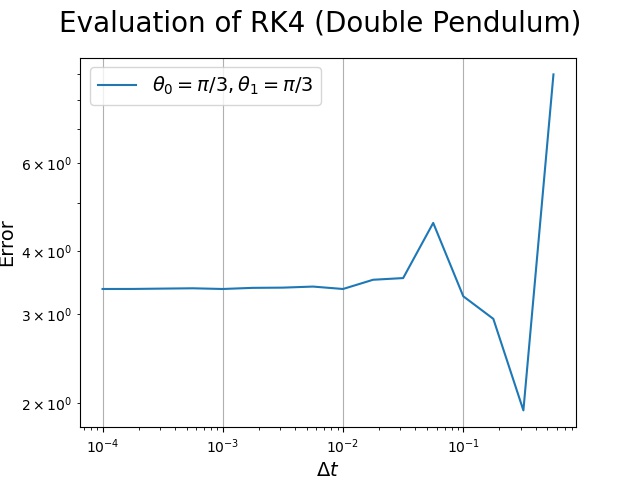 Evaluation of RK4 (Double Pendulum)
θ₀ = π/3, θ₁ = π/3
6 × 10⁰
4 × 10⁰
3 × 10⁰
2 × 10⁰
Error
10⁻⁴ 10⁻³ 10⁻² 10⁻¹
Δt